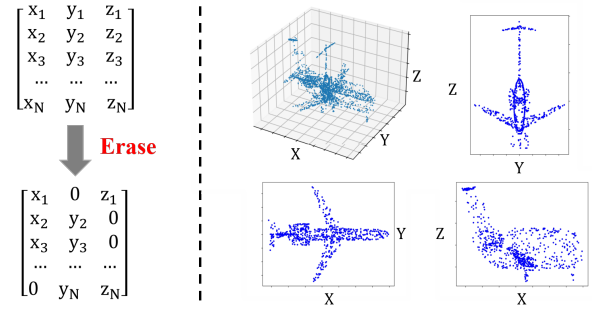 x1 y1 z1
x2 y2 z2
x3 y3 z3
... ... ...
xN yN zN
Erase
x1 0 z1
x2 y2 0
x3 y3 0
... ... ...
0 yN zN
Z
Y
X
Z
Y
Y
X
Z
X